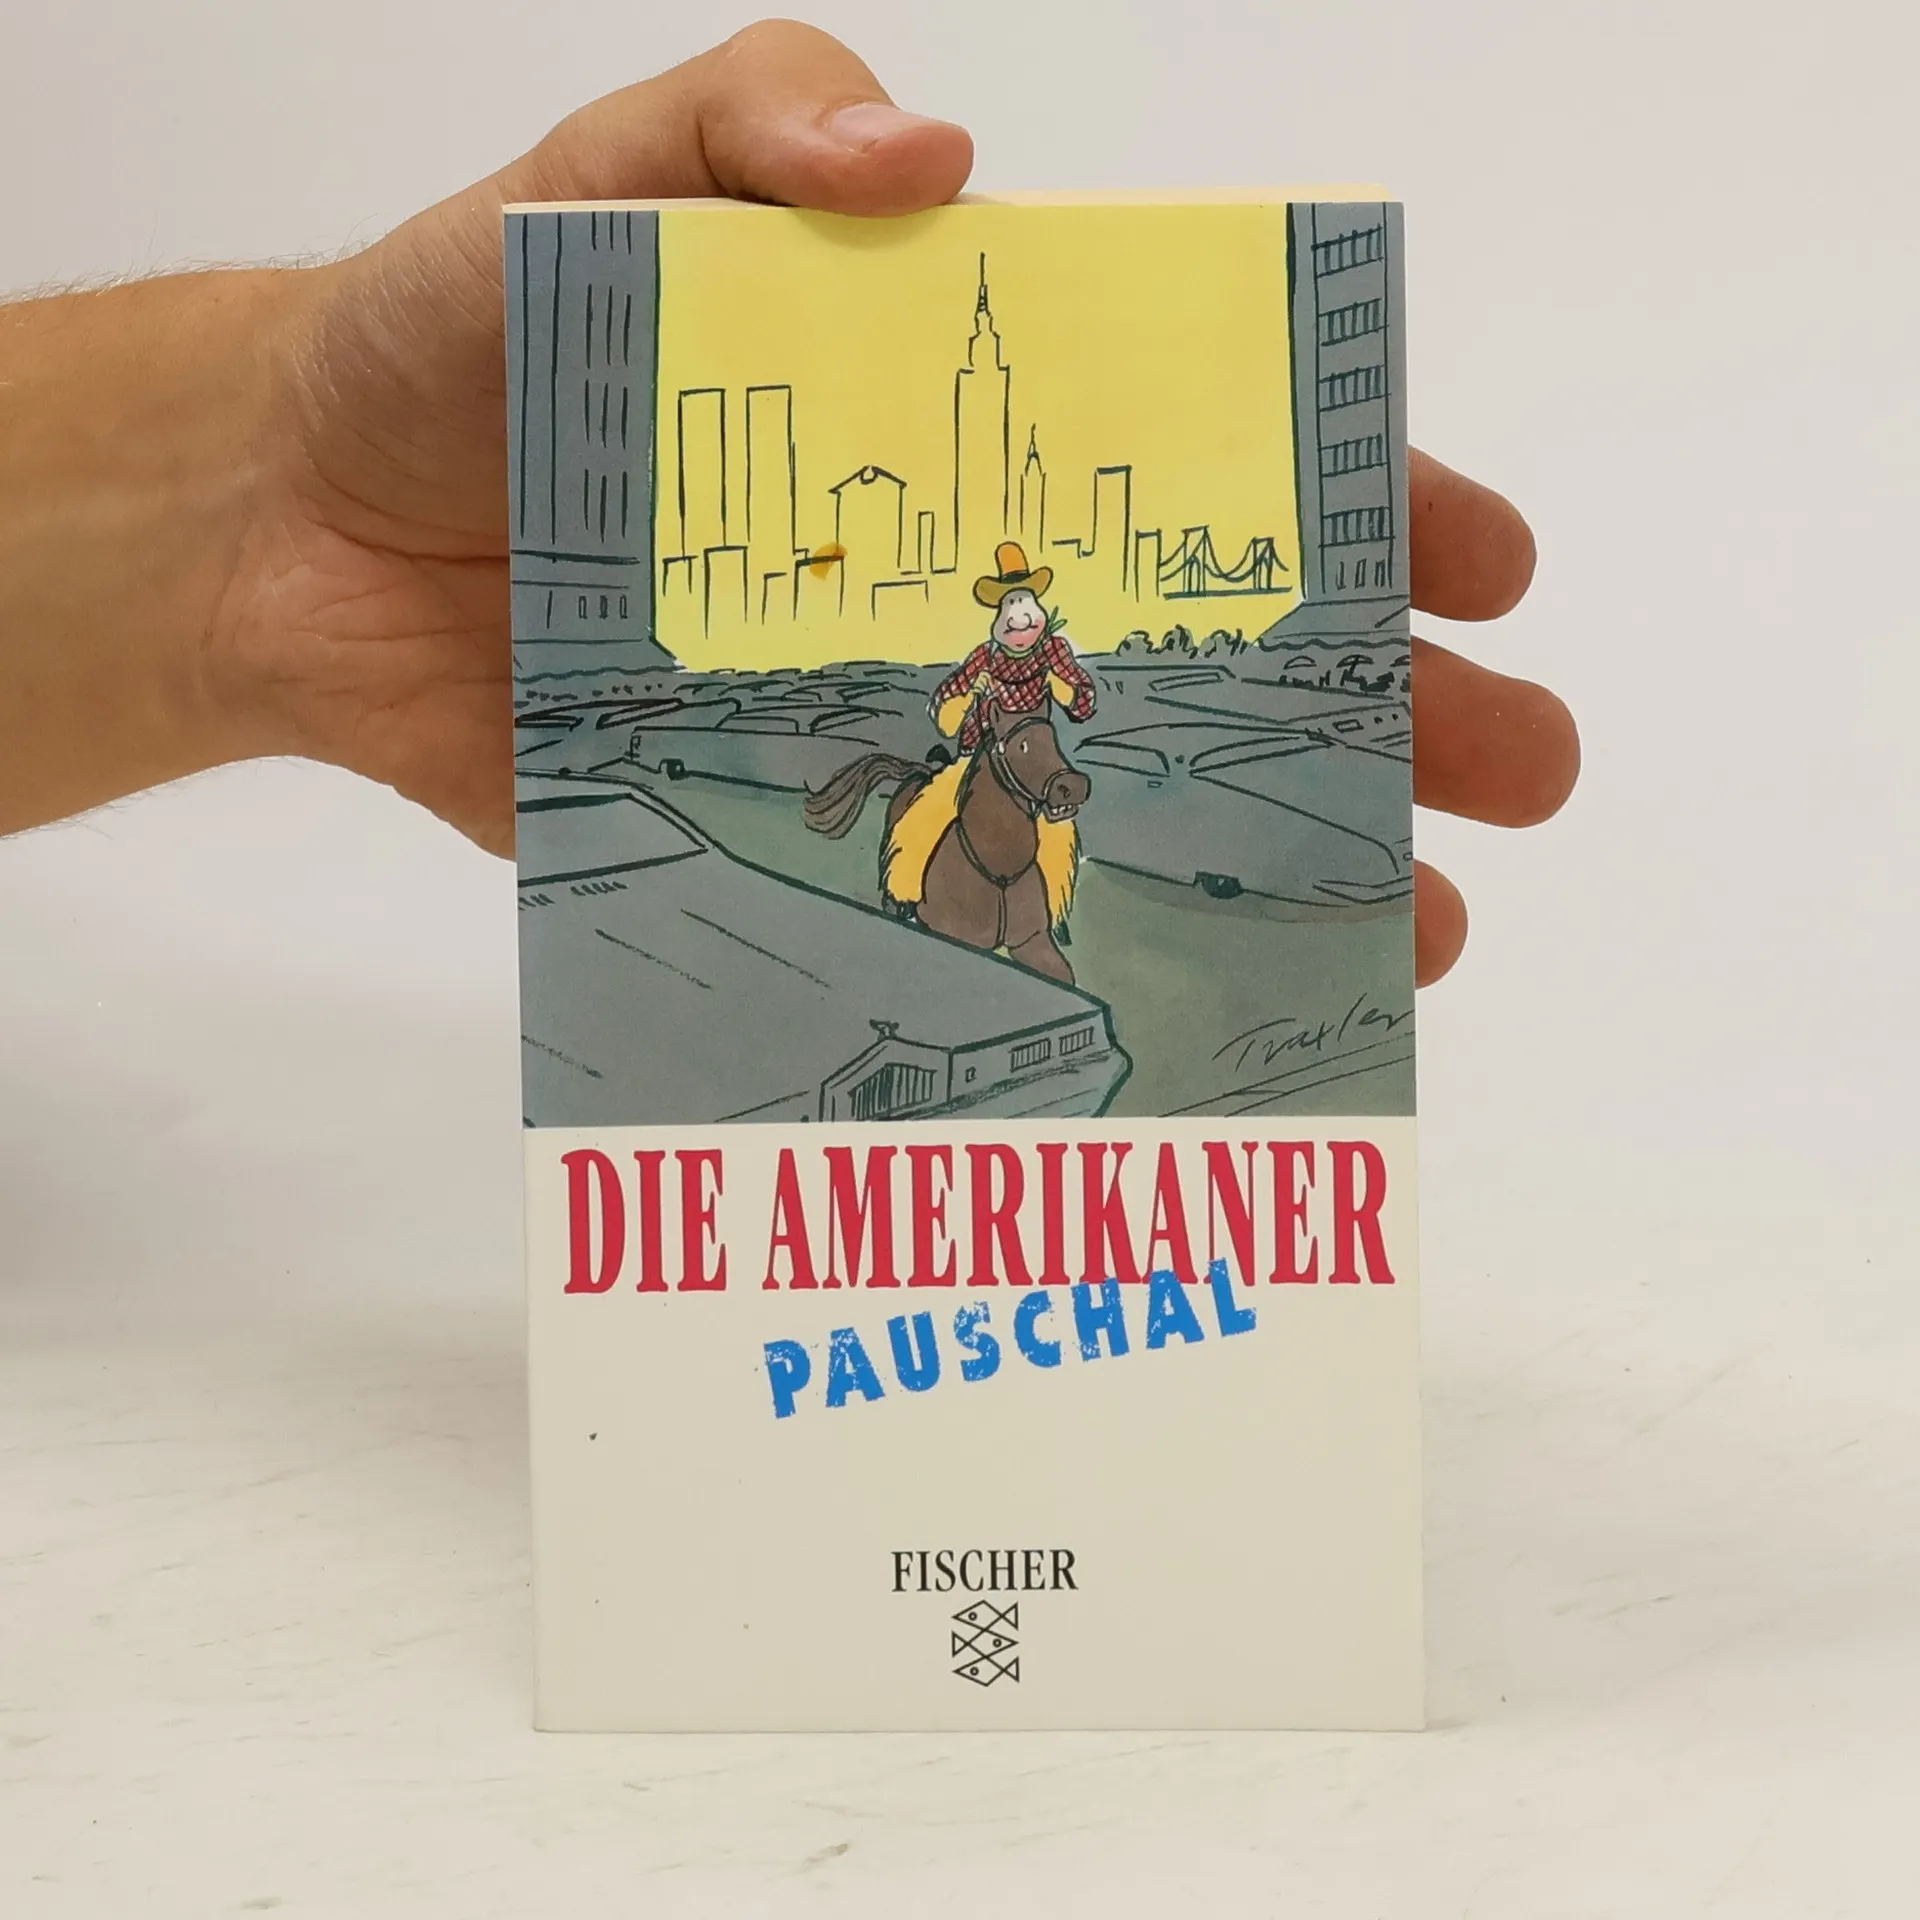 Traxler
DIE AMERIKANER
PAUSCHAL
FISCHER